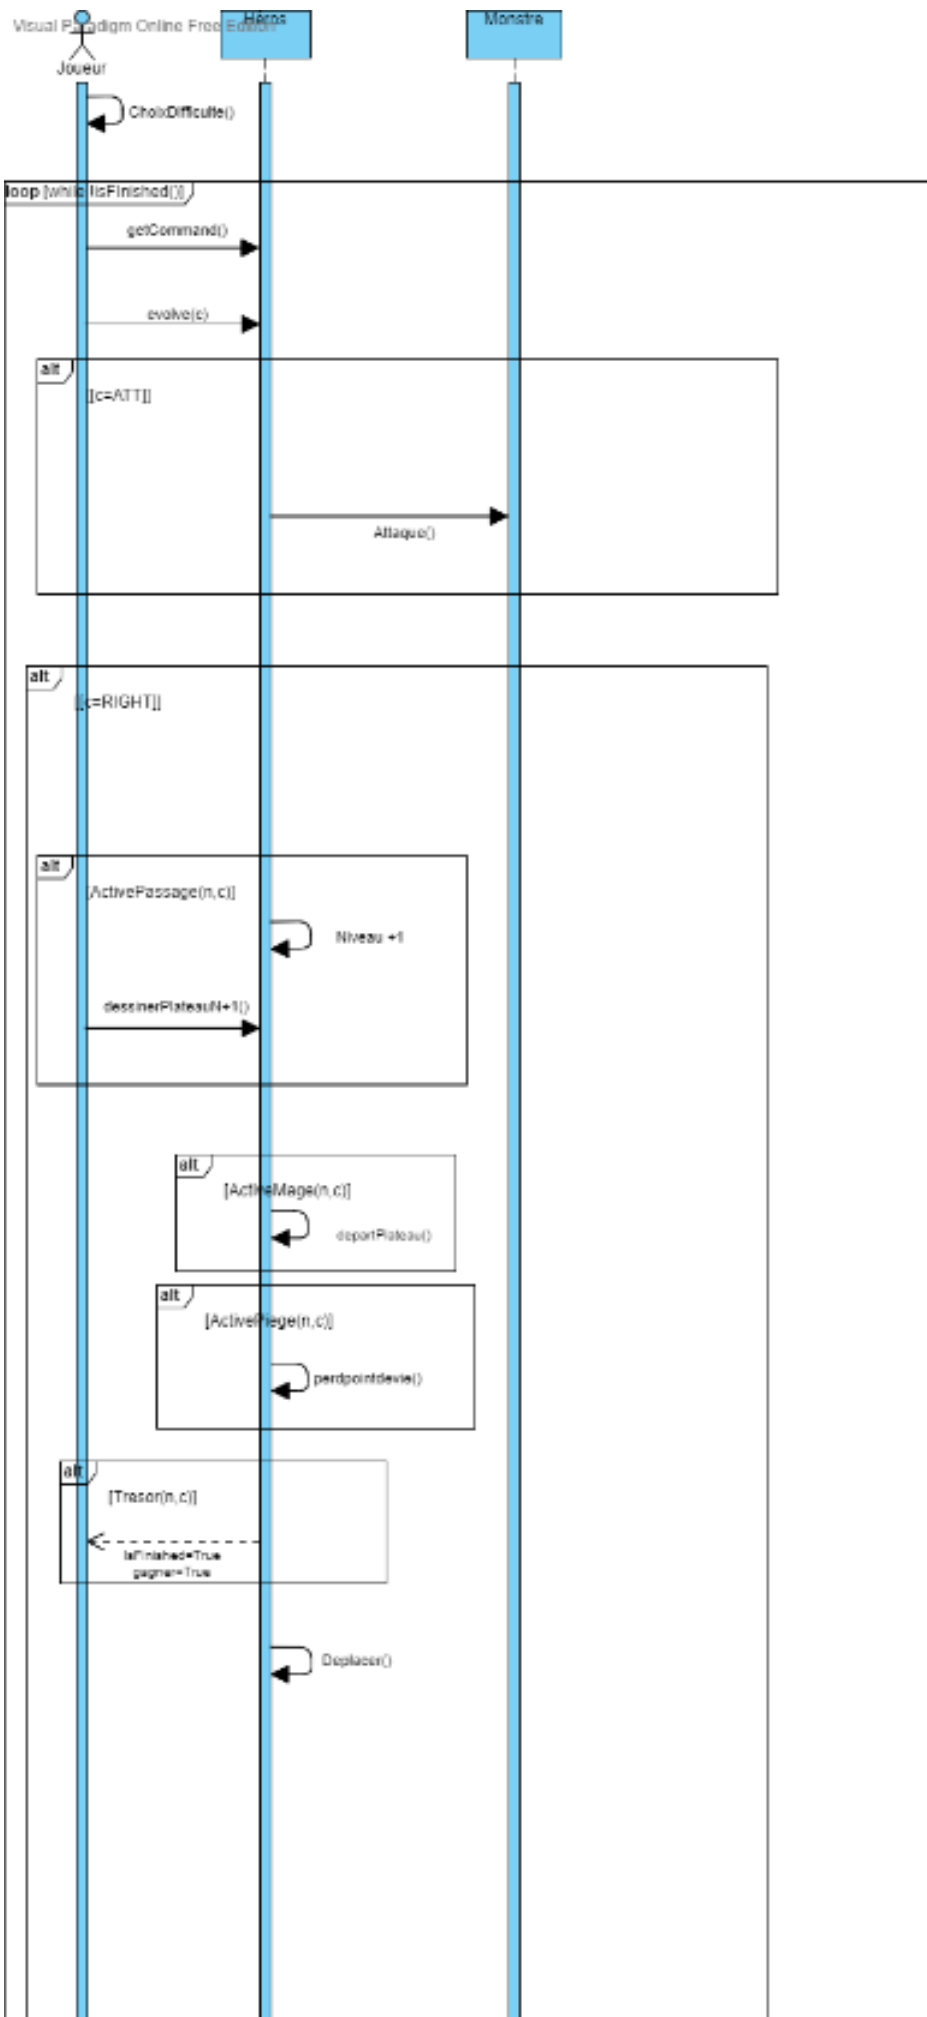 Visual Paradigm Online Free Edition
Héros
Monstre
Joueur
ChoixDifficulte()
loop [while !isFinished()]
getCommand()
evolve(c)
alt
[[c=ATT]]
Attaque()
alt
[[c=RIGHT]]
alt
[ActivePassage(n,c)]
Niveau +1
dessinerPlateauN+1()
alt
[ActiveMage(n,c)]
departPlateau()
alt
[ActivePiege(n,c)]
perdpointdevie()
alt
[Tresor(n,c)]
isFinished=True
gagner=True
Deplacer()